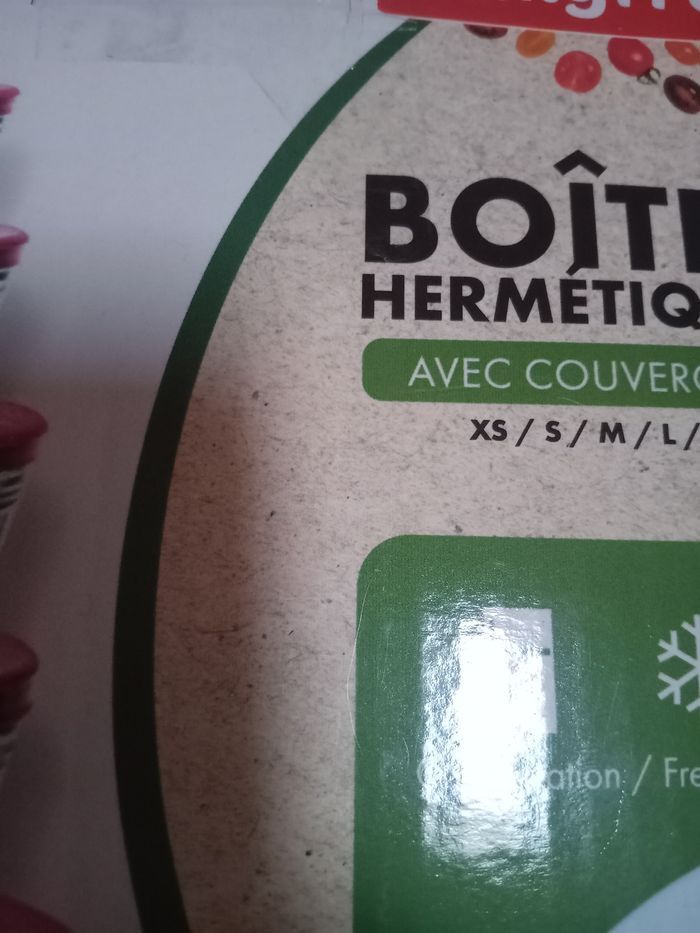 BOÎT
HERMÉTIQ
AVEC COUVERC
XS / S / M / L /
ation / Fre